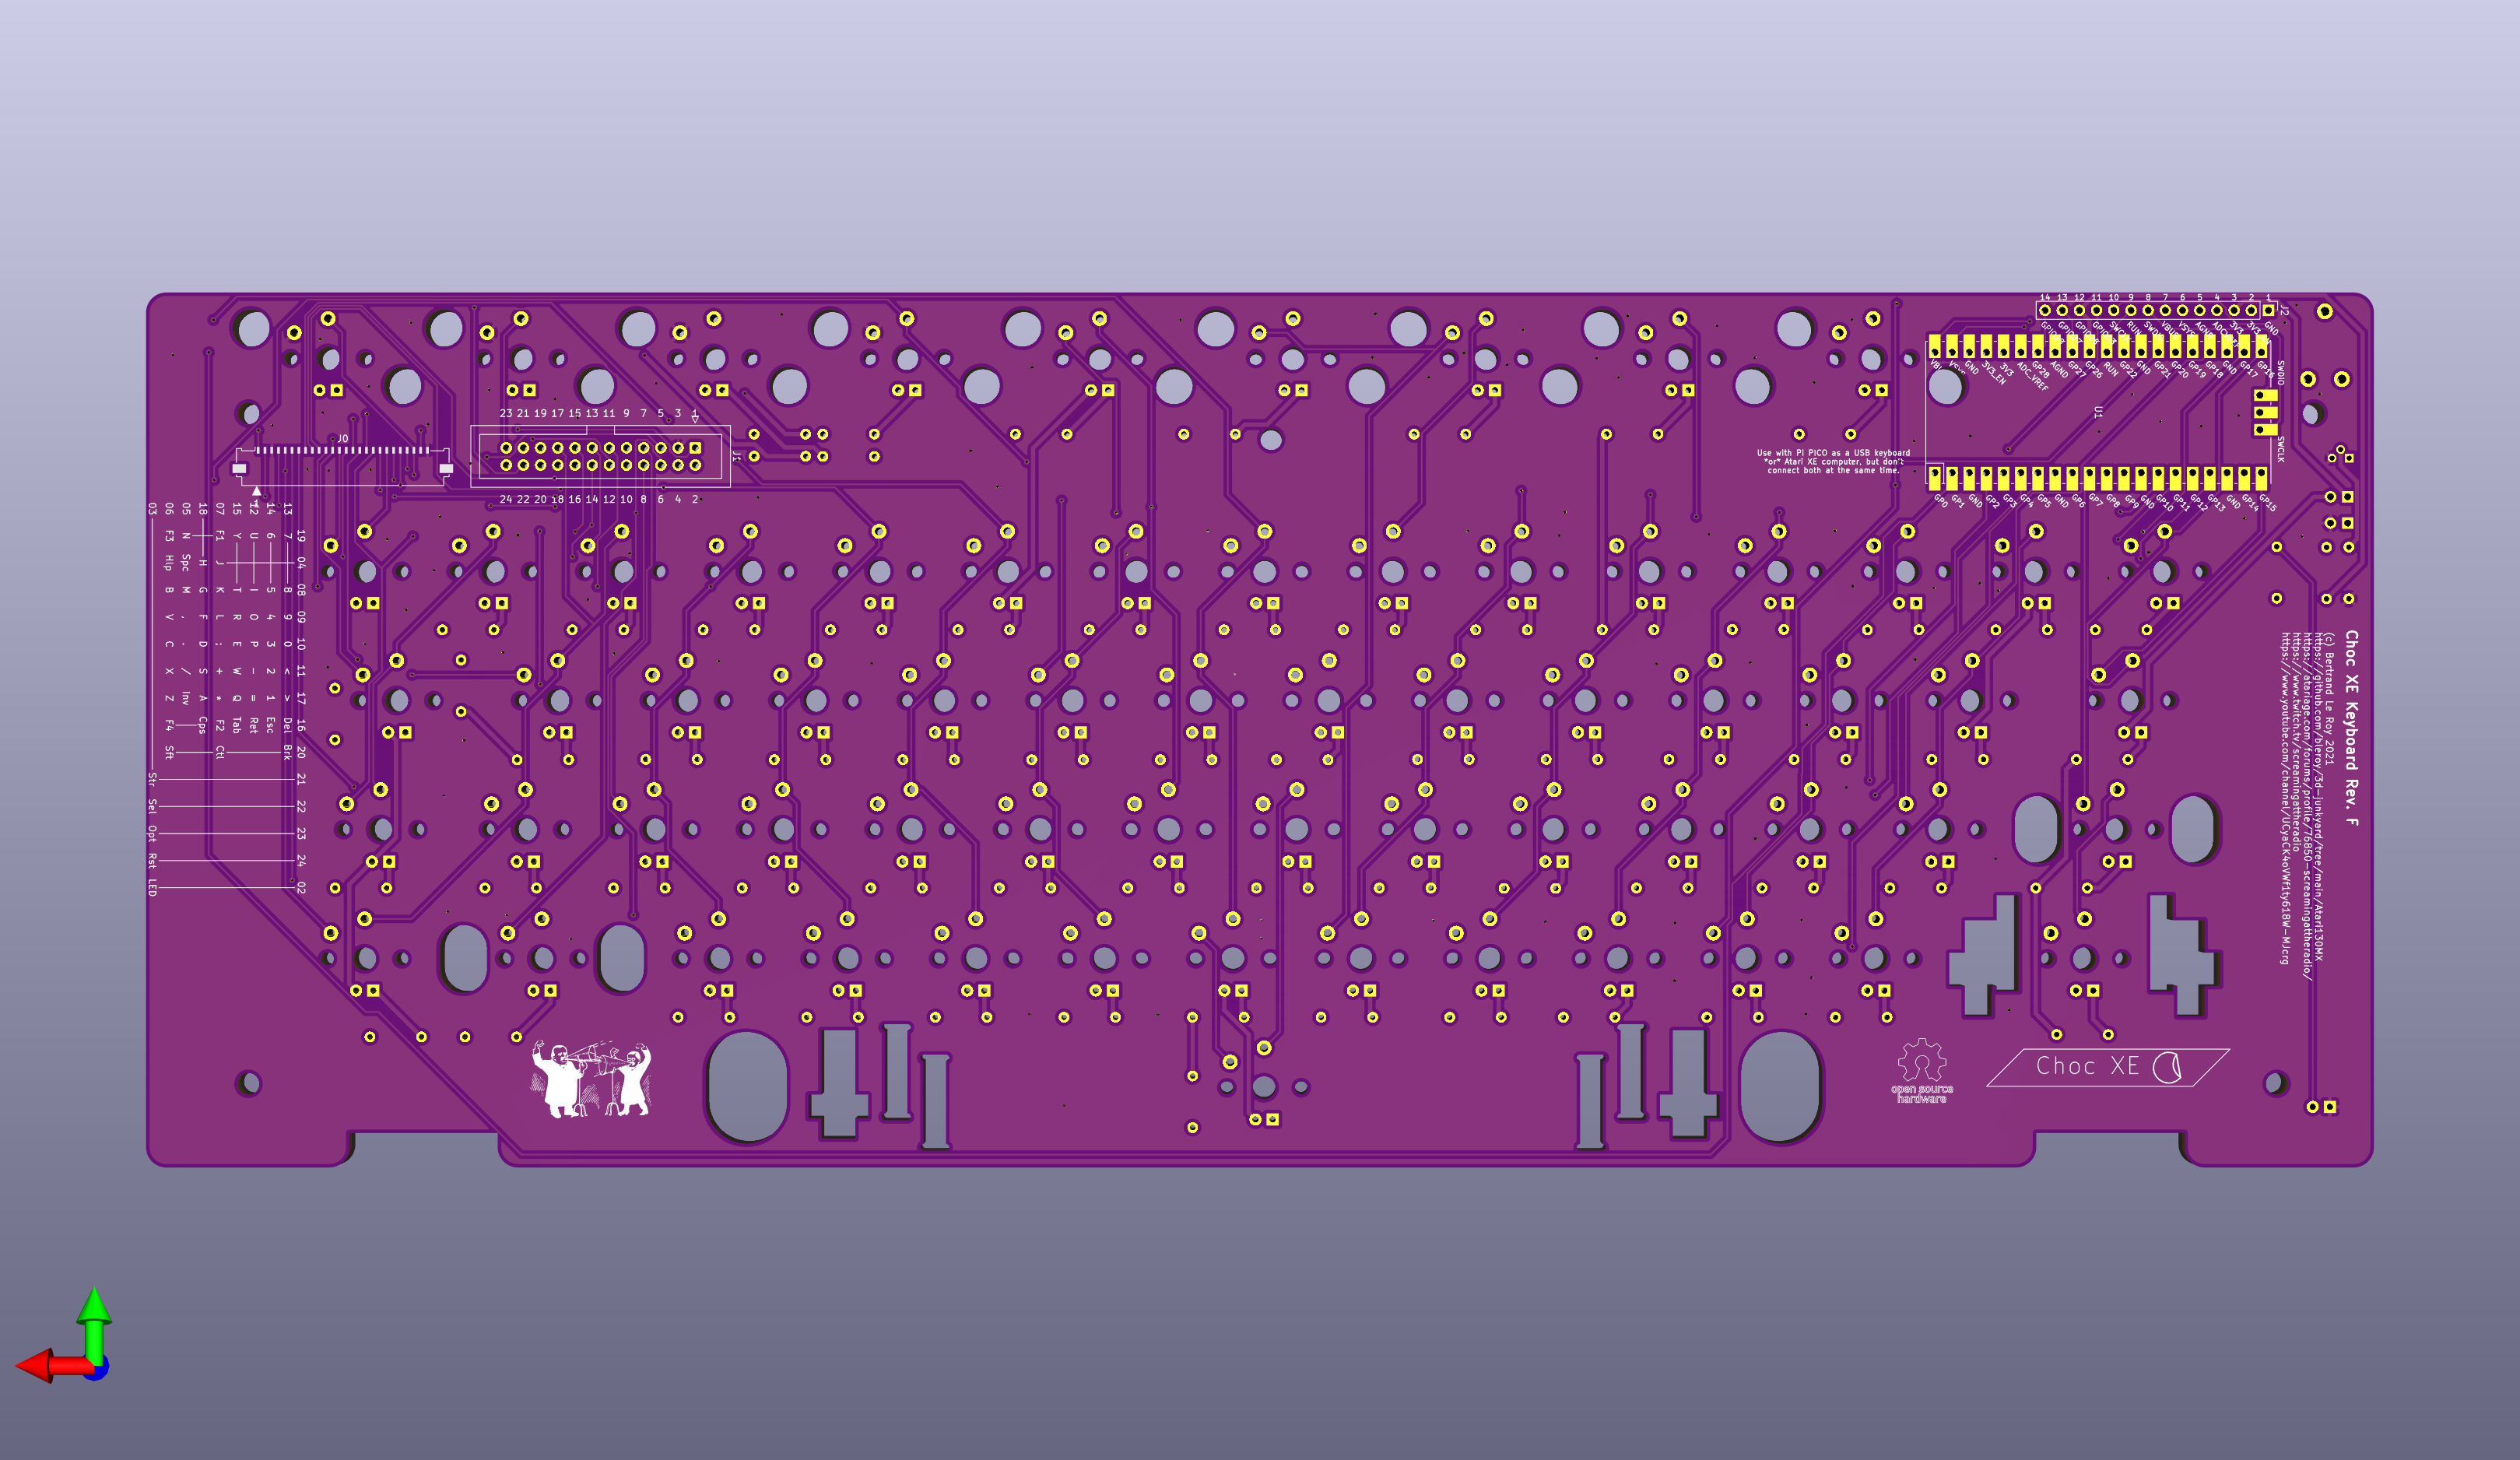 14 13 12 11 10 9 8 7 6 5 4 3 2 1
J2
GND
3V3
ADC
AGND
VSYS
VBUS
SWDIO
RUN
GND
3V3_EN
3V3
ADC_VREF
GP28
AGND
GP27
GP26
RUN
GP22
GND
GP21
GP20
GP19
GP18
GND
GP17
GP16
SWDIO
SWCLK
U1
GP0
GP1
GND
GP2
GP3
GP4
GP5
GND
GP6
GP7
GP8
GP9
GND
GP10
GP11
GP12
GP13
GND
GP14
GP15
Use with Pi PICO as a USB keyboard
*or* Atari XE computer, but don't
connect both at the same time.
J0
1
23 21 19 17 15 13 11 9 7 5 3 1
J1
24 22 20 18 16 14 12 10 8 6 4 2
19 04 08 09 10 11 17 16 20 21 22 23 24 02
13 7 8 9 0 < > Del Brk
14 6 5 4 3 2 1 Esc
12 U I O P - = Ret
15 Y T R E W Q Tab
07 F1 J K L ; + * F2 Ctl
18 H G F D S A Cps
05 N Spc M , . / Inv
06 F3 Hlp B V C X Z F4 Sft
03 Str Sel Opt Rst LED
Choc XE Keyboard Rev. F
(c) Bertrand Le Roy 2021
https://github.com/bleroy/3d-junkyard/tree/main/Atari130MX
https://atariage.com/forums/profile/76850-screamingattheradio/
https://www.twitch.tv/screamingattheradio
https://www.youtube.com/channel/UCyaCK4oVWf1ty618W-MJcrg
open source
hardware
Choc XE